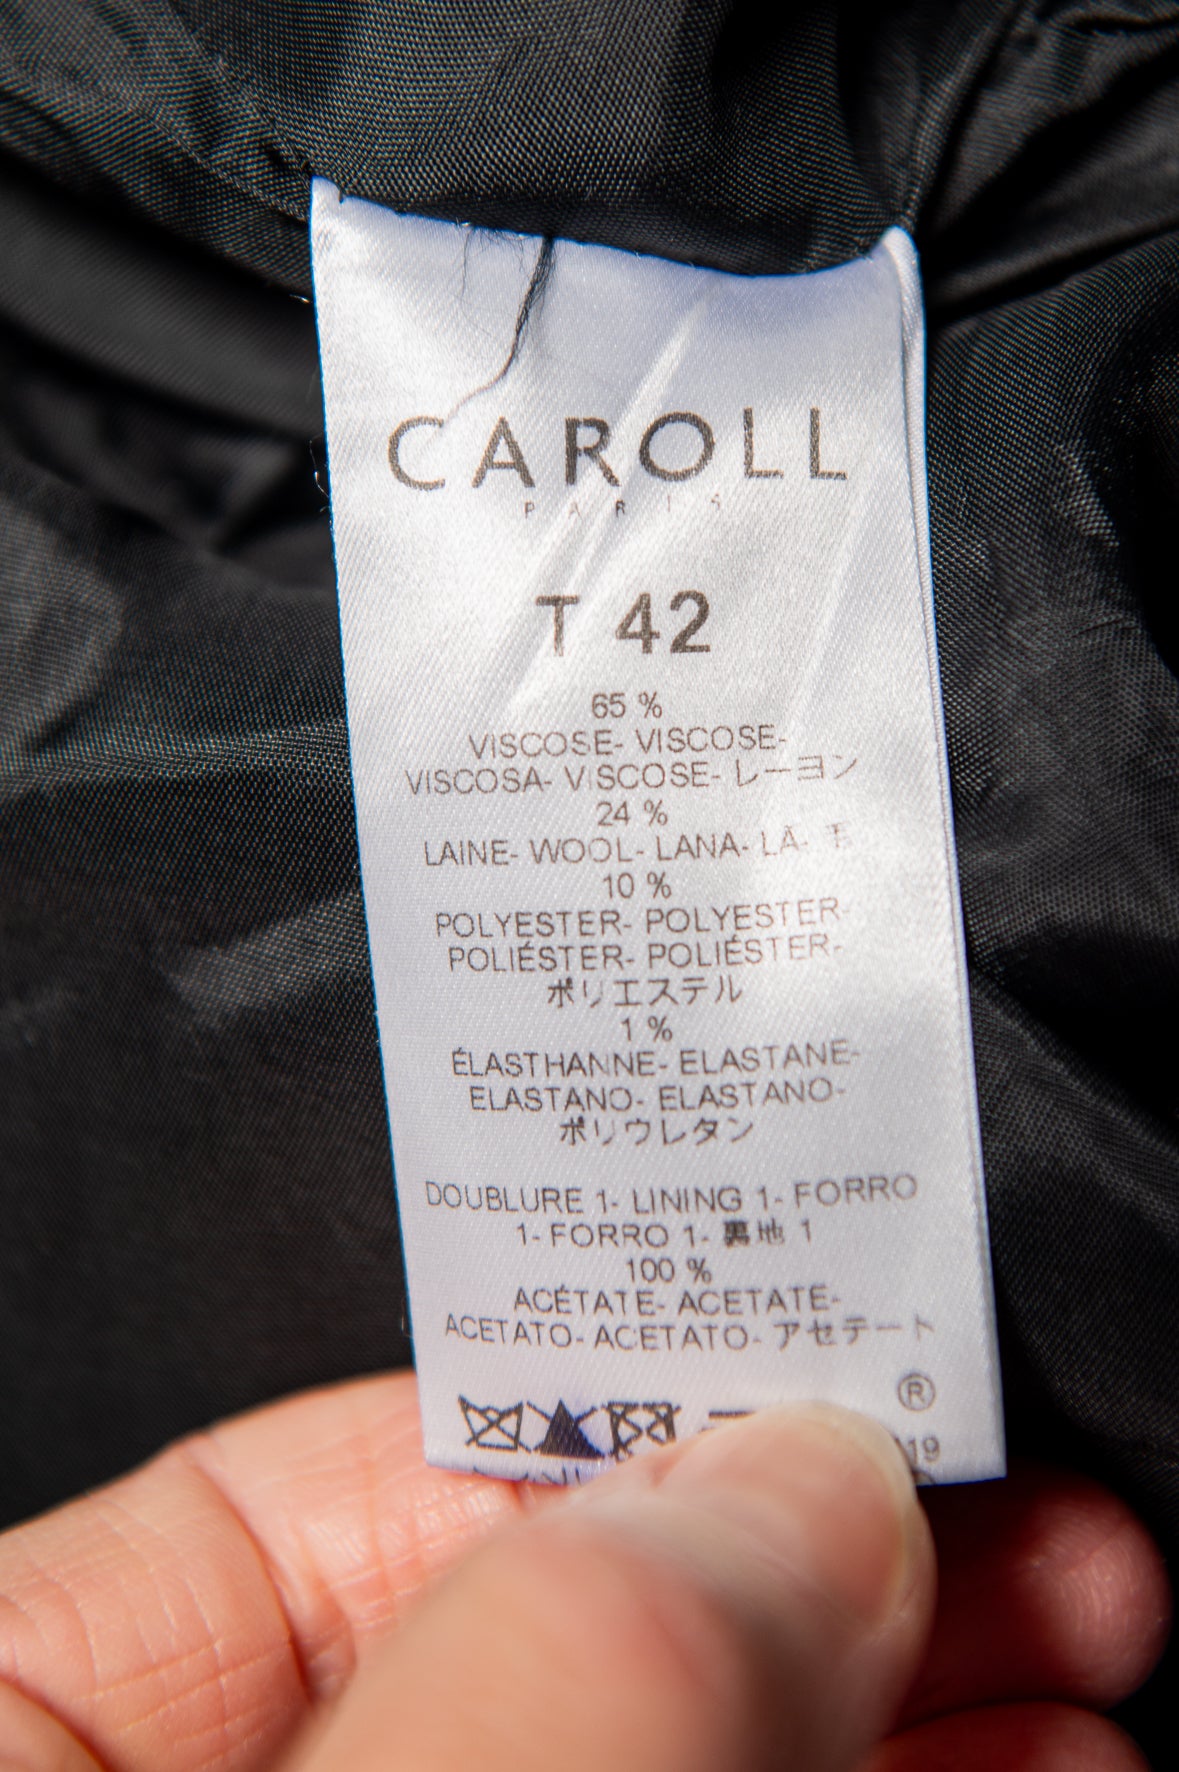 CAROLL
PARIS
T 42
65 %
VISCOSE- VISCOSE-
VISCOSA- VISCOSE- レーヨン
24 %
LAINE- WOOL- LANA- LÃ- 毛
10 %
POLYESTER- POLYESTER-
POLIÉSTER- POLIÉSTER-
ポリエステル
1 %
ÉLASTHANNE- ELASTANE-
ELASTANO- ELASTANO-
ポリウレタン
DOUBLURE 1- LINING 1- FORRO
1- FORRO 1- 裏地 1
100 %
ACÉTATE- ACETATE-
ACETATO- ACETATO- アセテート
®